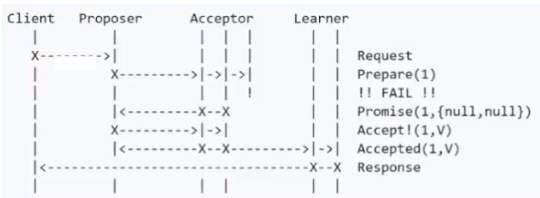 Client Proposer Acceptor Learner
| | | | | | |
X-------->| | | | | | Request
| X--------->|->|->| | | Prepare(1)
| | | | ! | | !! FAIL !!
| |<---------X--X | | Promise(1,{null,null})
| X--------->|->| | | Accept!(1,V)
| |<---------X--X--------->|->| Accepted(1,V)
|<---------------------------------X--X Response
| | | | | |